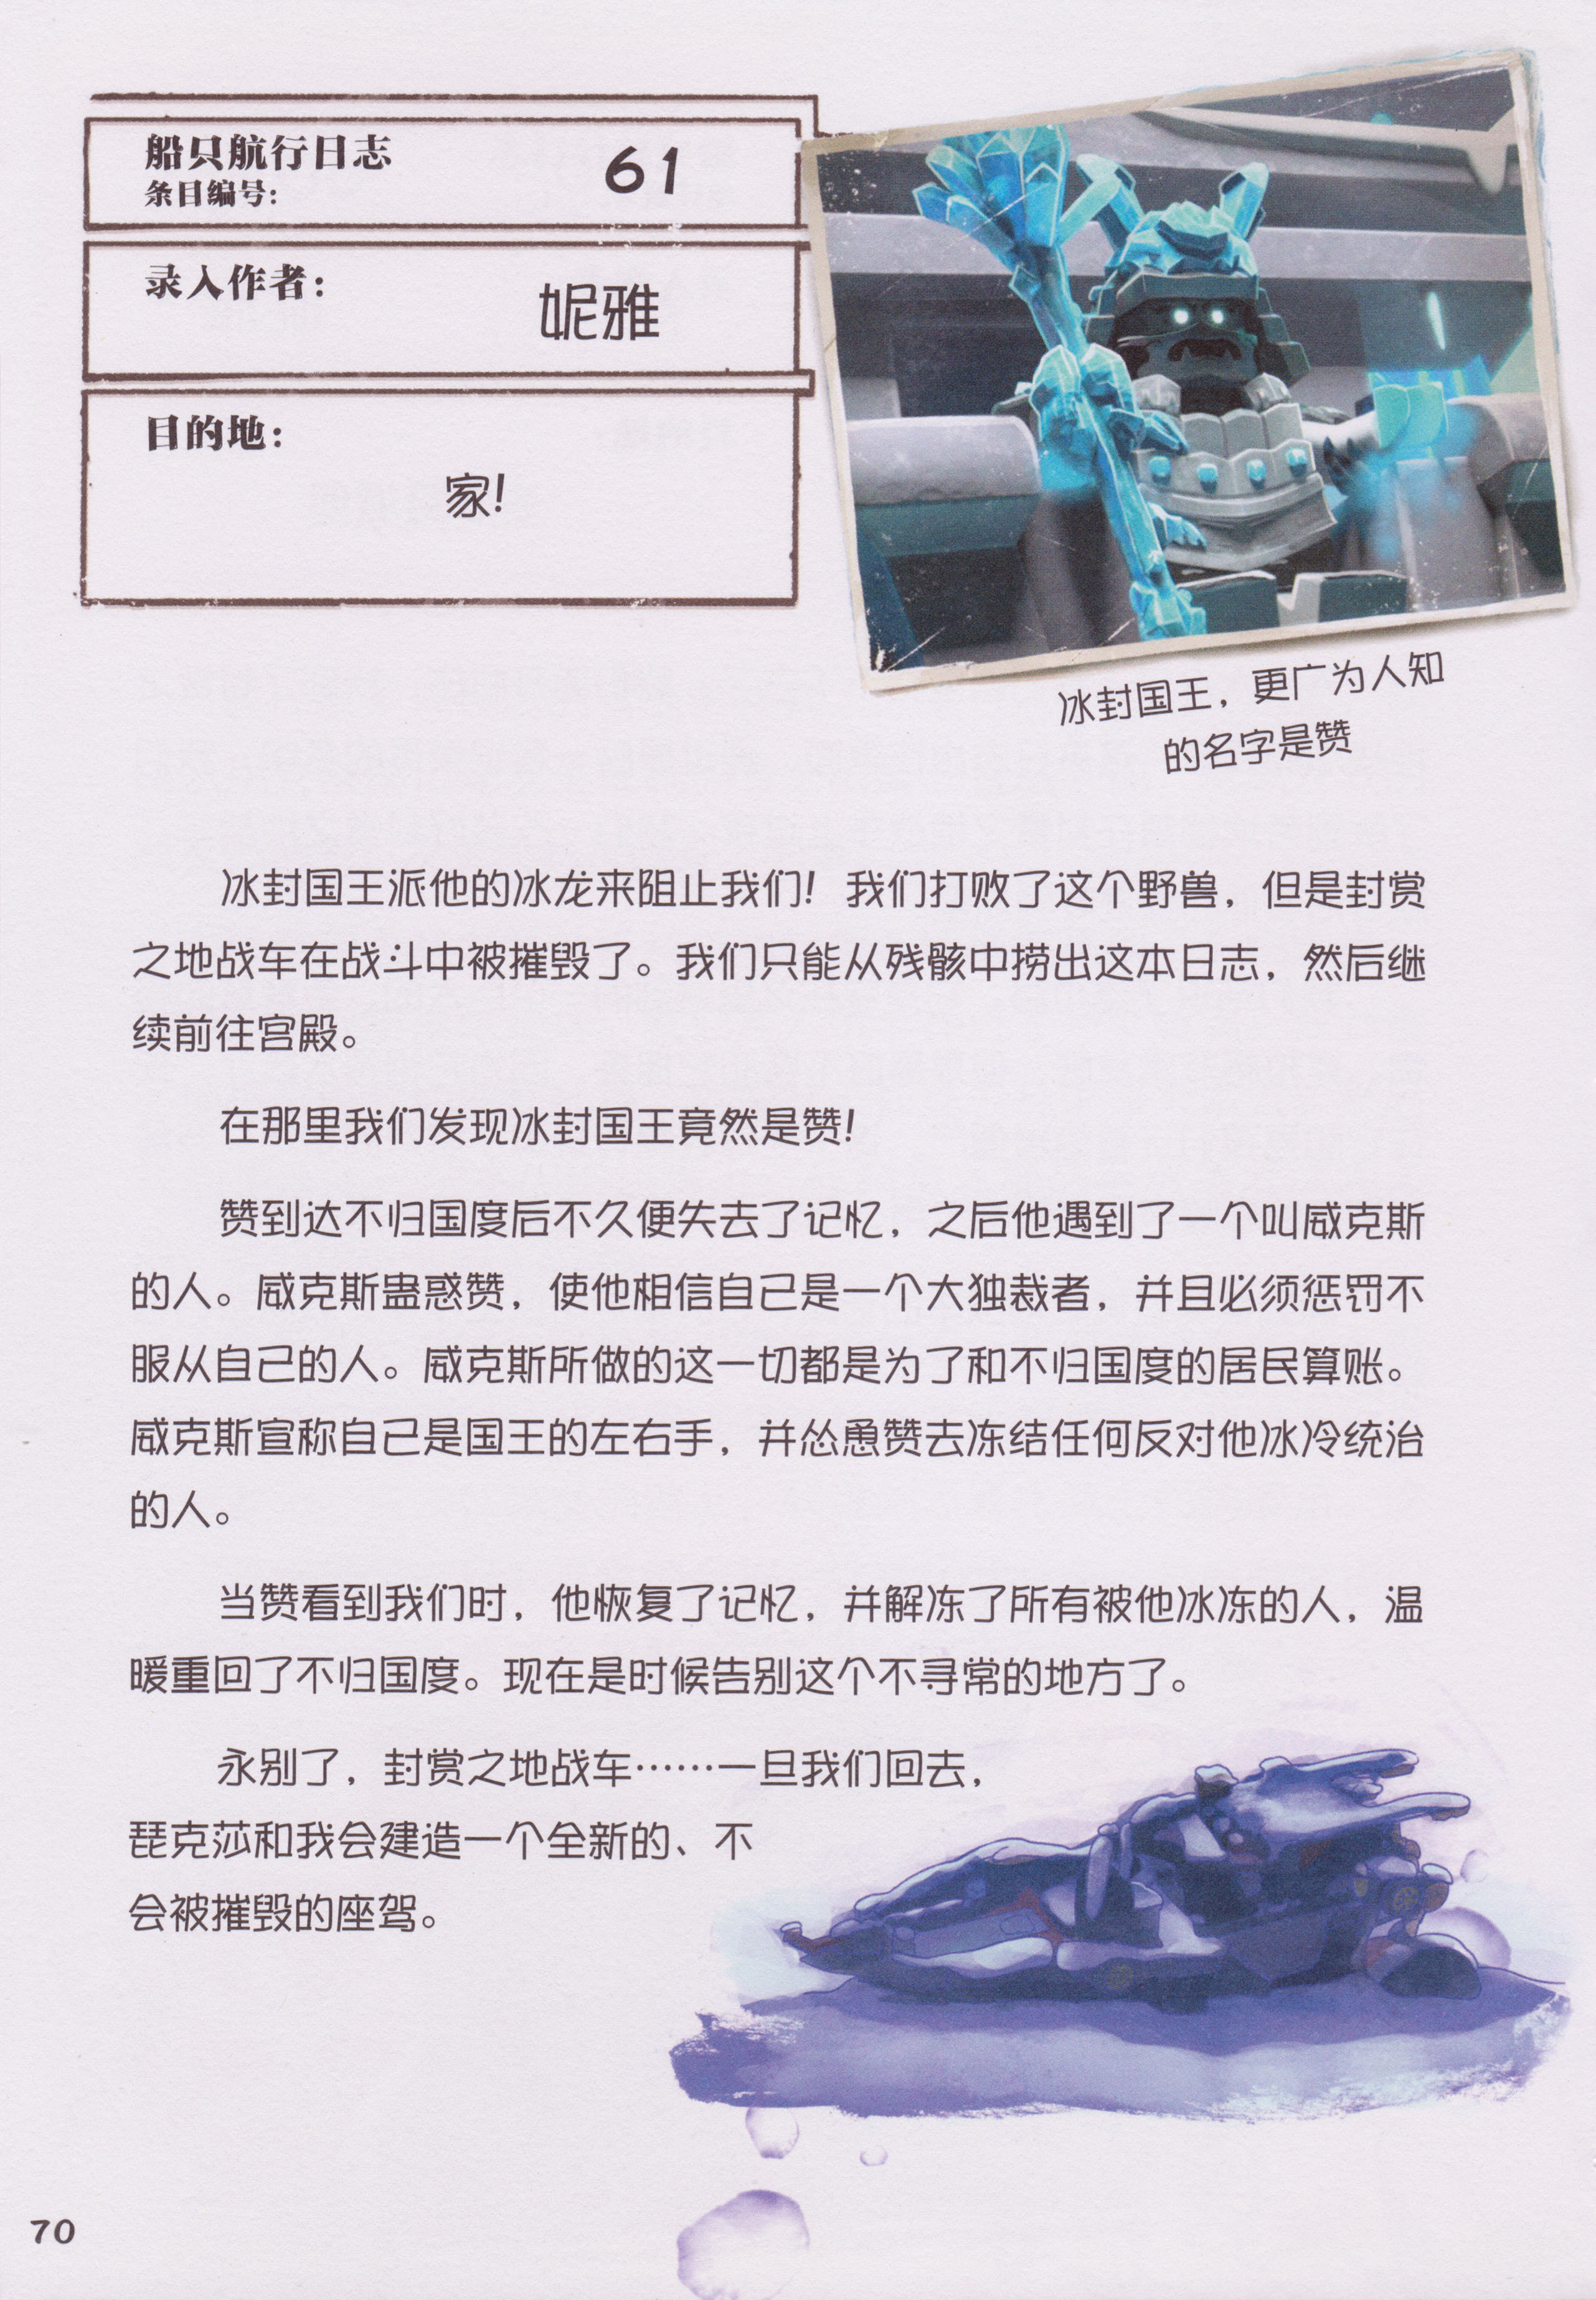 船只航行日志
条目编号：
61
录入作者：
妮雅
目的地：
家！
冰封国王，更广为人知
的名字是赞
冰封国王派他的冰龙来阻止我们！我们打败了这个野兽，但是封赏
之地战车在战斗中被摧毁了。我们只能从残骸中捞出这本日志，然后继
续前往宫殿。
在那里我们发现冰封国王竟然是赞！
赞到达不归国度后不久便失去了记忆，之后他遇到了一个叫威克斯
的人。威克斯蛊惑赞，使他相信自己是一个大独裁者，并且必须惩罚不
服从自己的人。威克斯所做的这一切都是为了和不归国度的居民算账。
威克斯宣称自己是国王的左右手，并怂恿赞去冻结任何反对他冰冷统治
的人。
当赞看到我们时，他恢复了记忆，并解冻了所有被他冰冻的人，温
暖重回了不归国度。现在是时候告别这个不寻常的地方了。
永别了，封赏之地战车……一旦我们回去，
琵克莎和我会建造一个全新的、不
会被摧毁的座驾。
70